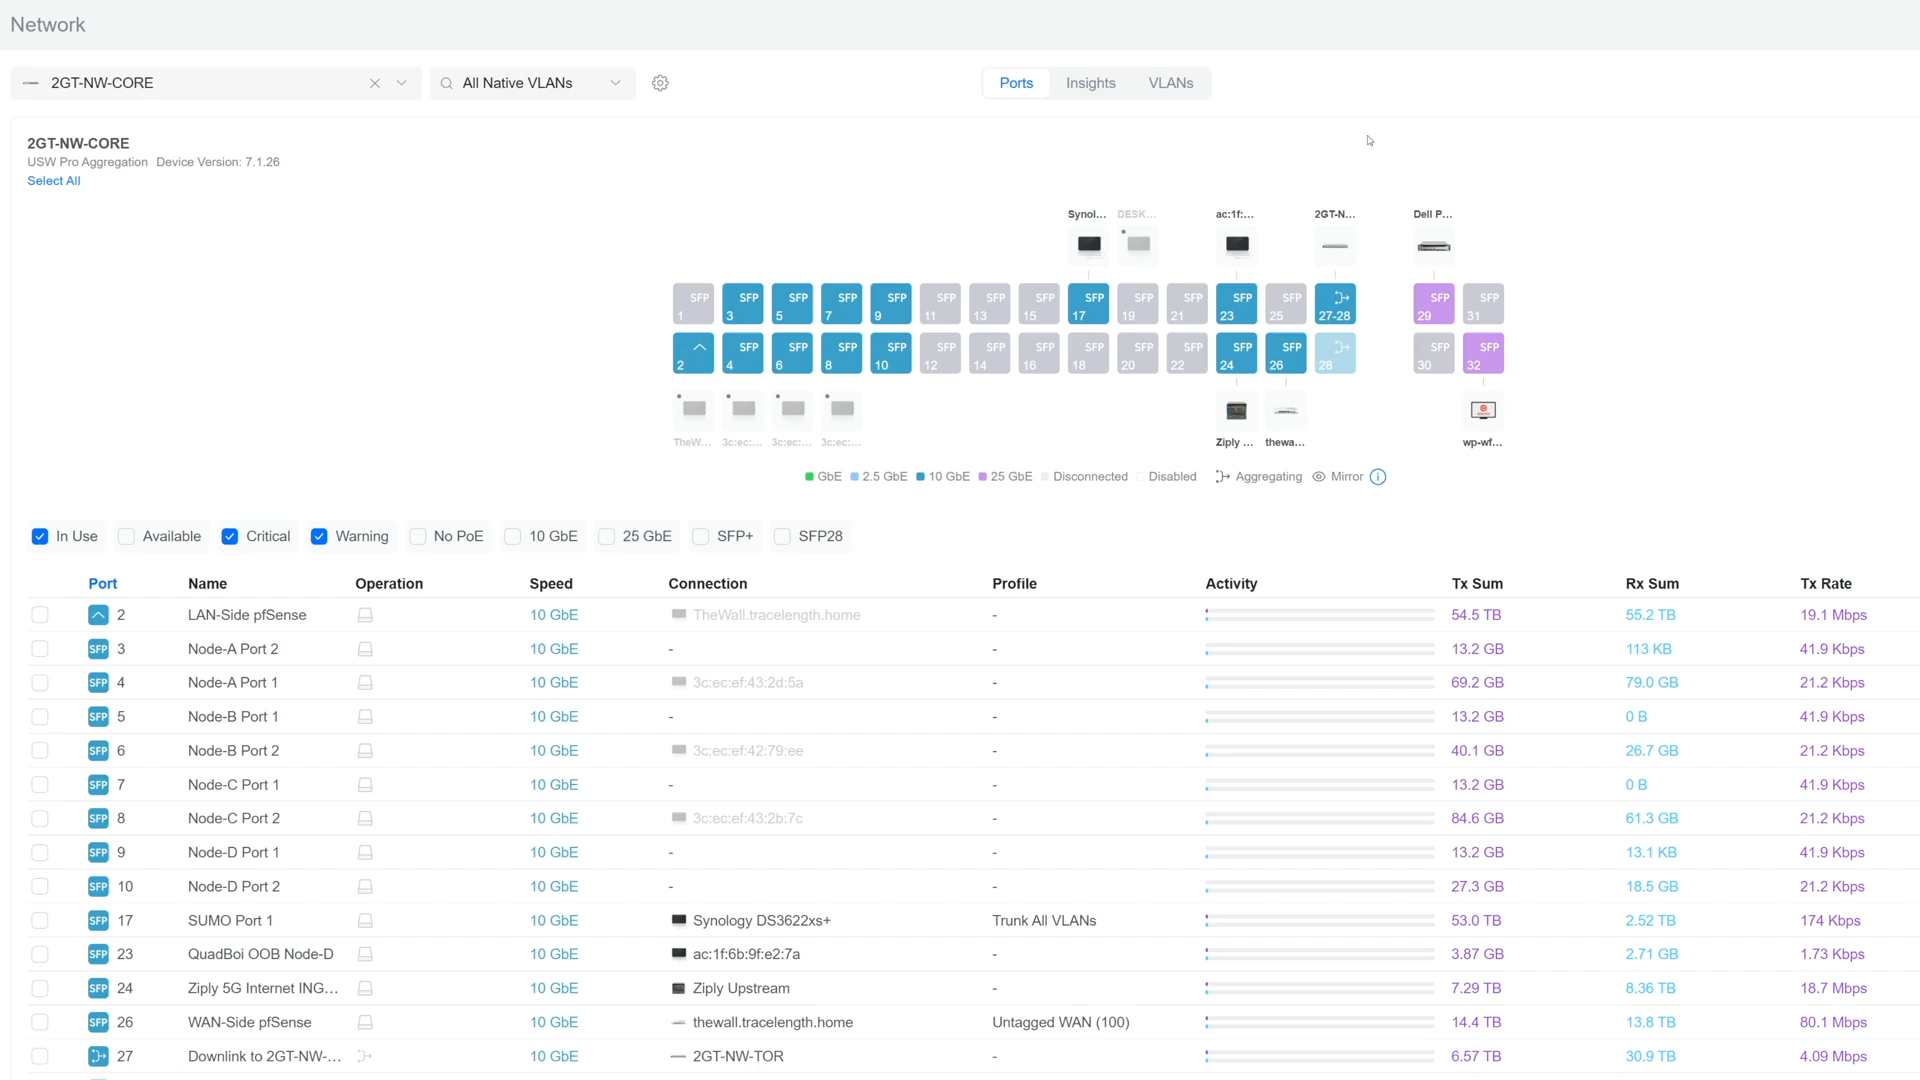 Network
2GT-NW-CORE
All Native VLANs
Ports Insights VLANs
2GT-NW-CORE
USW Pro Aggregation Device Version: 7.1.26
Select All
Synol... DESK... ac:1f:... 2GT-N... Dell P...
SFP 1 SFP 3 SFP 5 SFP 7 SFP 9 SFP 11 SFP 13 SFP 15 SFP 17 SFP 19 SFP 21 SFP 23 SFP 25 27-28 SFP 29 SFP 31
2 SFP 4 SFP 6 SFP 8 SFP 10 SFP 12 SFP 14 SFP 16 SFP 18 SFP 20 SFP 22 SFP 24 SFP 26 28 SFP 30 SFP 32
TheW... 3c:ec:... 3c:ec:... 3c:ec:... Ziply ... thewa... wp-wf...
GbE 2.5 GbE 10 GbE 25 GbE Disconnected Disabled Aggregating Mirror
In Use Available Critical Warning No PoE 10 GbE 25 GbE SFP+ SFP28
Port Name Operation Speed Connection Profile Activity Tx Sum Rx Sum Tx Rate
2 LAN-Side pfSense 10 GbE TheWall.tracelength.home - 54.5 TB 55.2 TB 19.1 Mbps
SFP 3 Node-A Port 2 10 GbE - - 13.2 GB 113 KB 41.9 Kbps
SFP 4 Node-A Port 1 10 GbE 3c:ec:ef:43:2d:5a - 69.2 GB 79.0 GB 21.2 Kbps
SFP 5 Node-B Port 1 10 GbE - - 13.2 GB 0 B 41.9 Kbps
SFP 6 Node-B Port 2 10 GbE 3c:ec:ef:42:79:ee - 40.1 GB 26.7 GB 21.2 Kbps
SFP 7 Node-C Port 1 10 GbE - - 13.2 GB 0 B 41.9 Kbps
SFP 8 Node-C Port 2 10 GbE 3c:ec:ef:43:2b:7c - 84.6 GB 61.3 GB 21.2 Kbps
SFP 9 Node-D Port 1 10 GbE - - 13.2 GB 13.1 KB 41.9 Kbps
SFP 10 Node-D Port 2 10 GbE - - 27.3 GB 18.5 GB 21.2 Kbps
SFP 17 SUMO Port 1 10 GbE Synology DS3622xs+ Trunk All VLANs 53.0 TB 2.52 TB 174 Kbps
SFP 23 QuadBoi OOB Node-D 10 GbE ac:1f:6b:9f:e2:7a - 3.87 GB 2.71 GB 1.73 Kbps
SFP 24 Ziply 5G Internet ING... 10 GbE Ziply Upstream - 7.29 TB 8.36 TB 18.7 Mbps
SFP 26 WAN-Side pfSense 10 GbE thewall.tracelength.home Untagged WAN (100) 14.4 TB 13.8 TB 80.1 Mbps
27 Downlink to 2GT-NW-... 10 GbE 2GT-NW-TOR - 6.57 TB 30.9 TB 4.09 Mbps